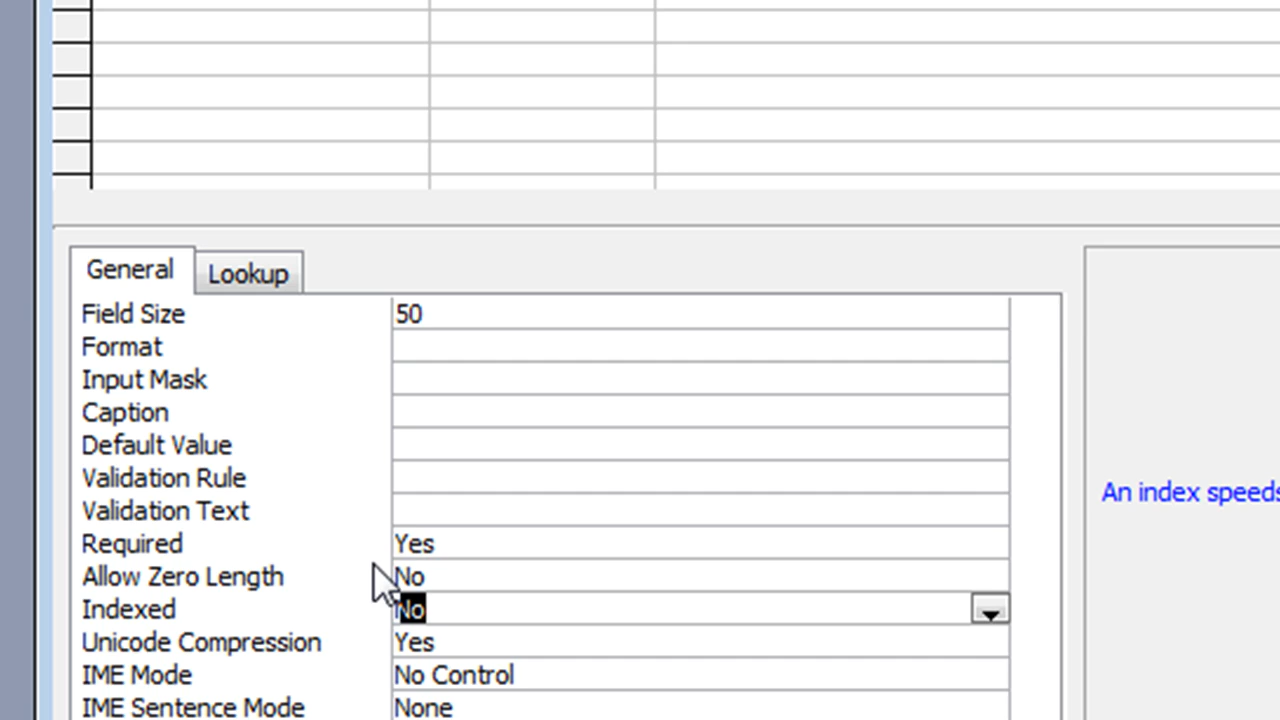 General Lookup
Field Size 50
Format
Input Mask
Caption
Default Value
Validation Rule
An index speeds
Validation Text
Required Yes
Allow Zero Length No
Indexed No
Unicode Compression Yes
IME Mode No Control
IME Sentence Mode None